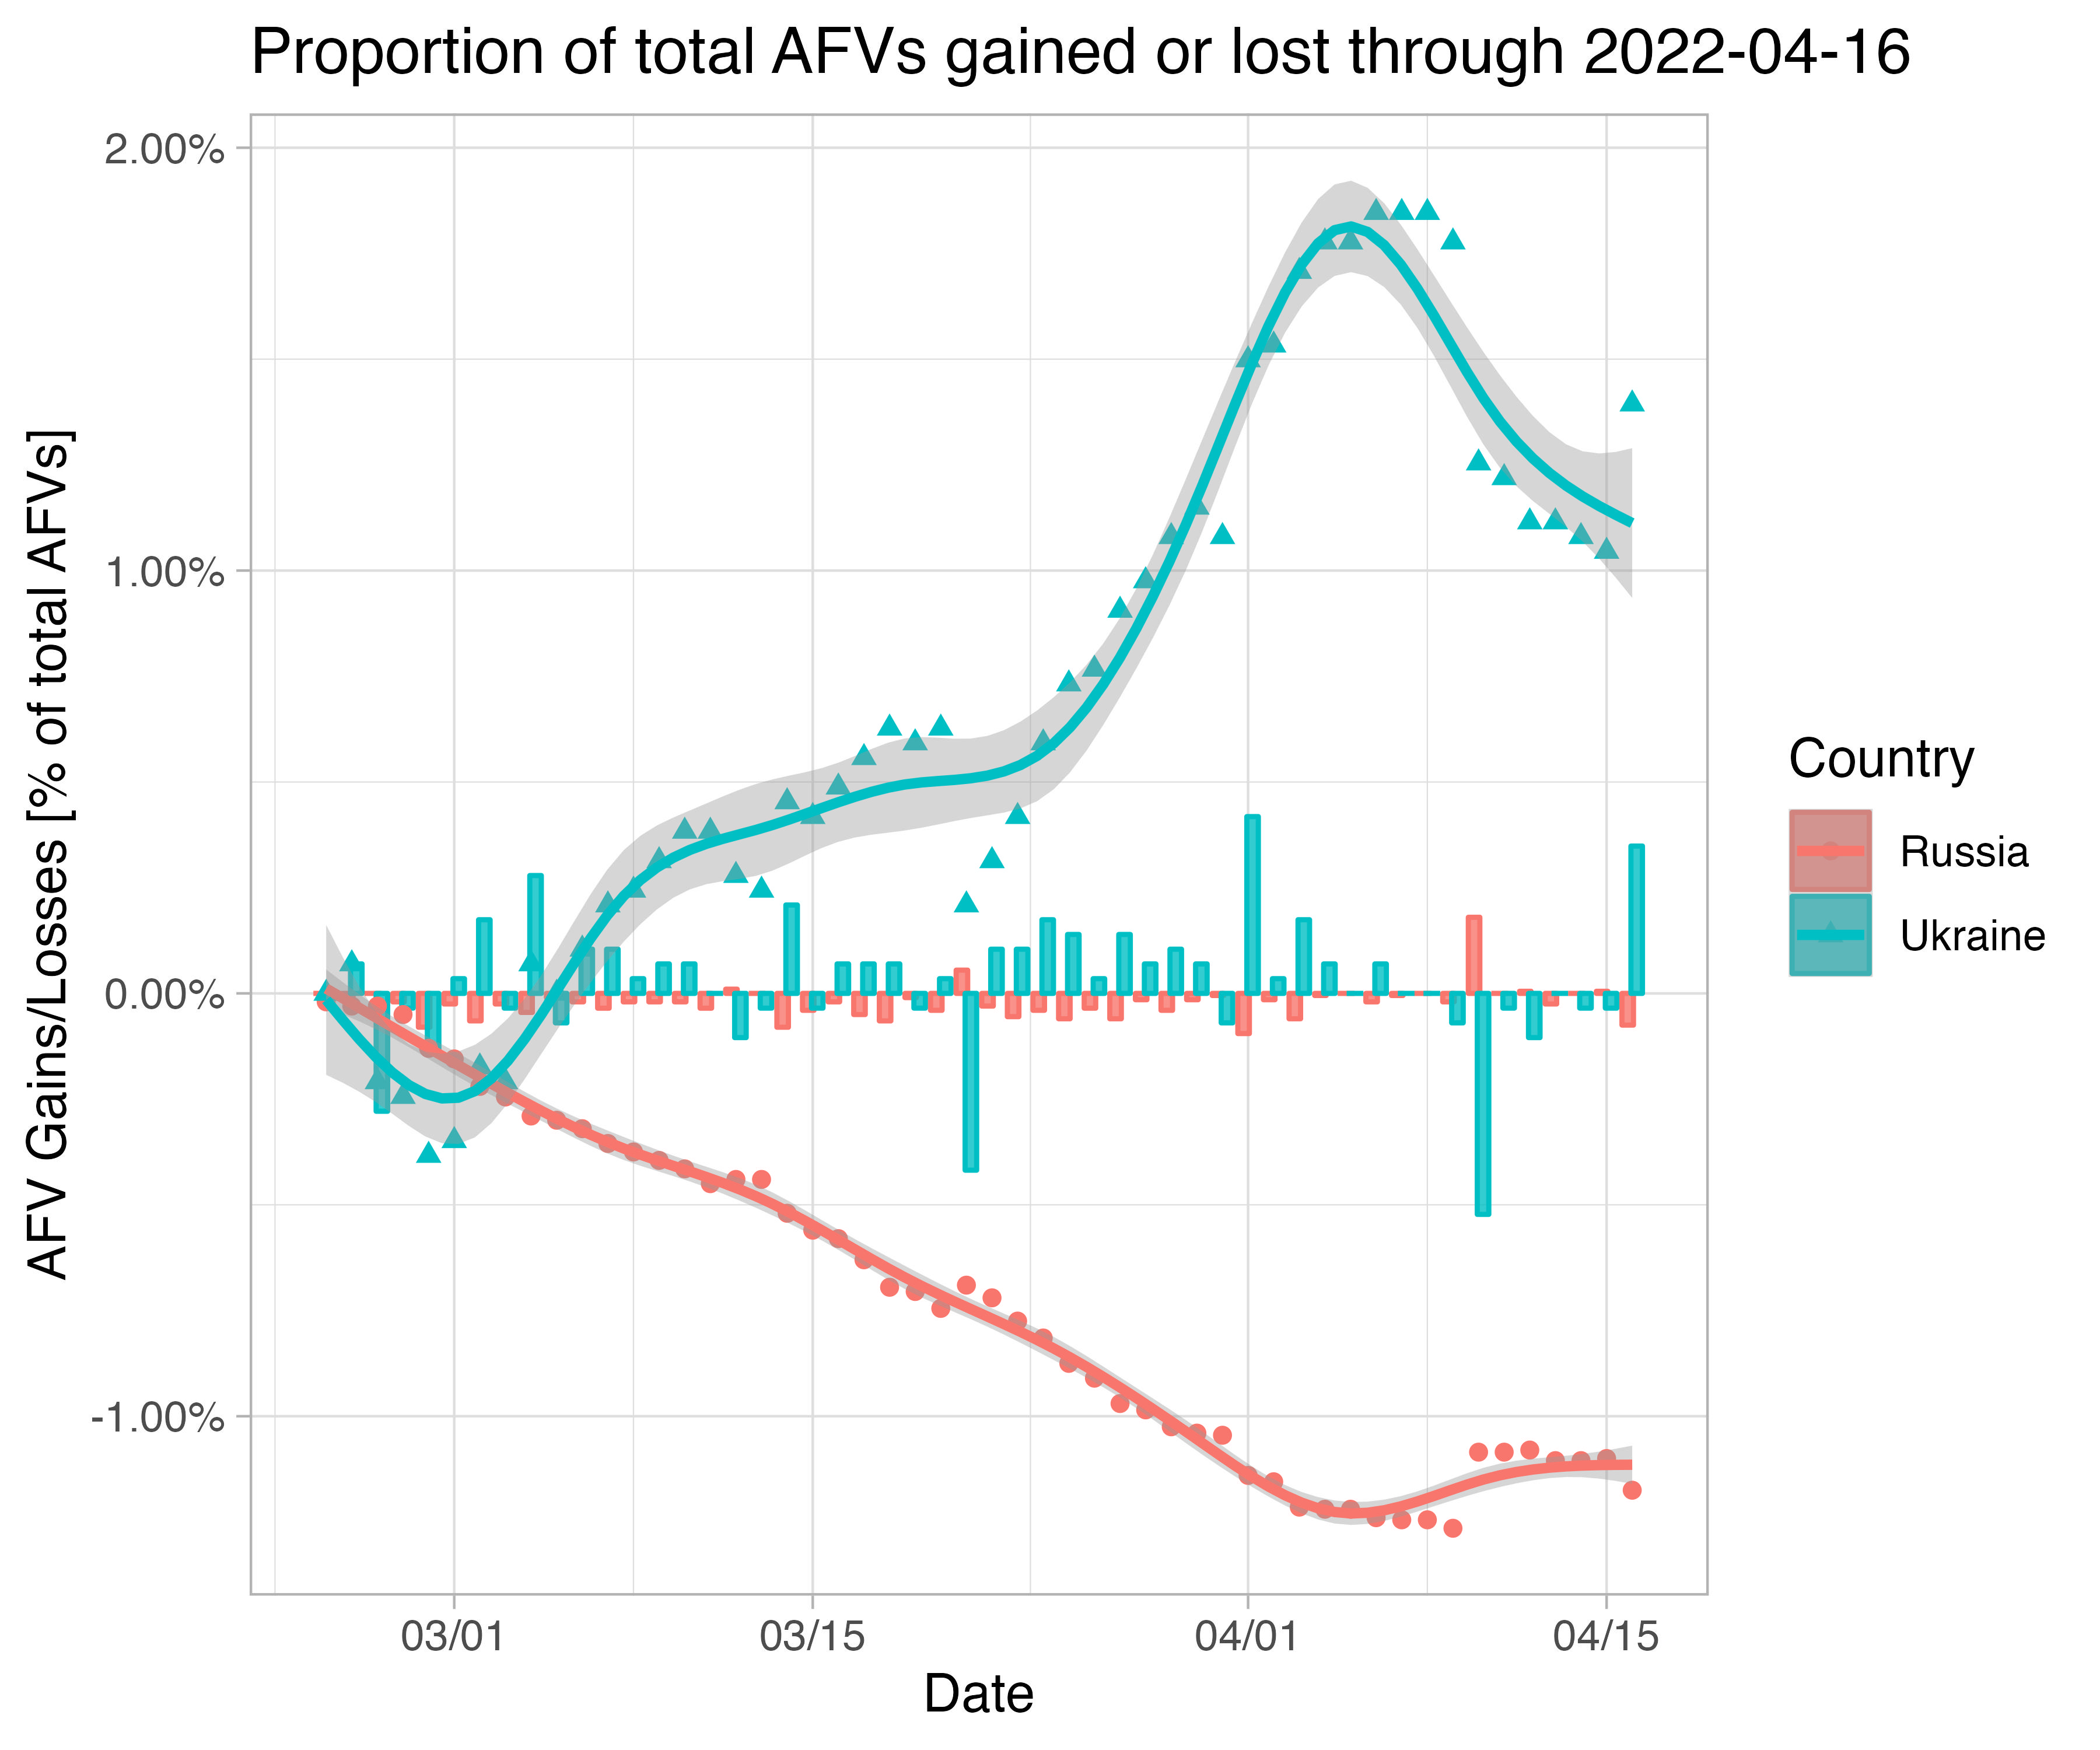 Proportion of total AFVs gained or lost through 2022-04-16
AFV Gains/Losses [% of total AFVs]
2.00%
1.00%
0.00%
-1.00%
03/01
03/15
04/01
04/15
Date
Country
Russia
Ukraine